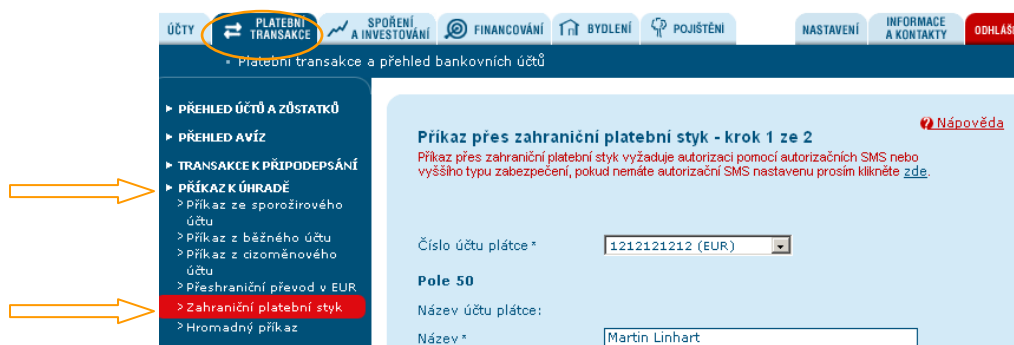 ÚČTY
PLATEBNÍ
TRANSAKCE
SPOŘENÍ
A INVESTOVÁNÍ
FINANCOVÁNÍ
BYDLENÍ
POJIŠTĚNÍ
NASTAVENÍ
INFORMACE
A KONTAKTY
Platební transakce a přehled bankovních účtů
PŘEHLED ÚČTŮ A ZŮSTATKŮ
PŘEHLED AVÍZ
TRANSAKCE K PŘIPODEPSÁNÍ
PŘÍKAZ K ÚHRADĚ
Příkaz ze sporožirového
účtu
Příkaz z běžného účtu
Příkaz z cizoměnového
účtu
Přeshraniční převod v EUR
Zahraniční platební styk
Hromadný příkaz
Nápověda
Příkaz přes zahraniční platební styk - krok 1 ze 2
Příkaz přes zahraniční platební styk vyžaduje autorizaci pomocí autorizačních SMS nebo
vyššího typu zabezpečení, pokud nemáte autorizační SMS nastavenu prosím klikněte zde.
Číslo účtu plátce * 1212121212 (EUR)
Pole 50
Název účtu plátce:
Název * Martin Linhart